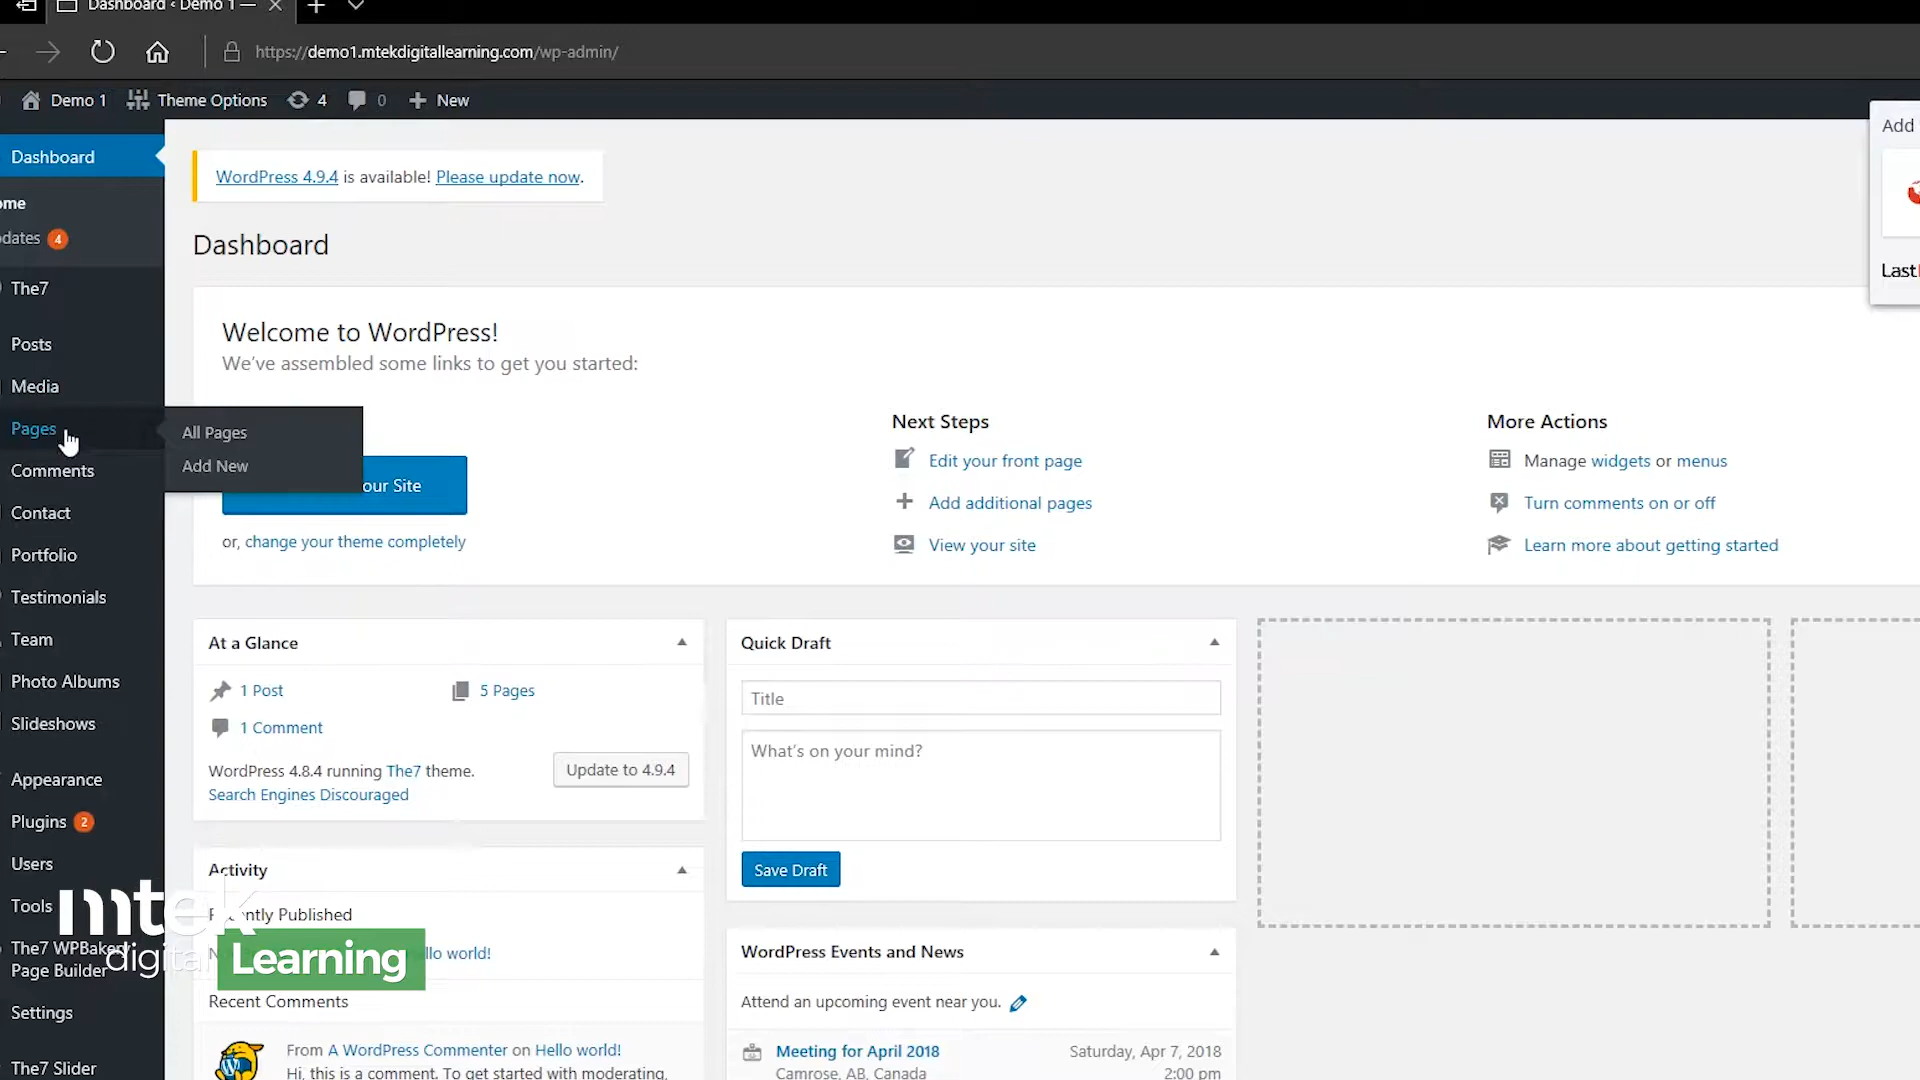 Dashboard ‹ Demo 1 —
https://demo1.mtekdigitallearning.com/wp-admin/
Demo 1
Theme Options
4
0
New
Add
Last
Dashboard
ome
dates 4
The7
Posts
Media
Pages
All Pages
Add New
Comments
Contact
Portfolio
Testimonials
Team
Photo Albums
Slideshows
Appearance
Plugins 2
Users
Tools
The7 WPBakery
Page Builder
Settings
The7 Slider
WordPress 4.9.4 is available! Please update now.
Dashboard
Welcome to WordPress!
We've assembled some links to get you started:
our Site
or, change your theme completely
Next Steps
Edit your front page
Add additional pages
View your site
More Actions
Manage widgets or menus
Turn comments on or off
Learn more about getting started
At a Glance
1 Post
5 Pages
1 Comment
WordPress 4.8.4 running The7 theme.
Update to 4.9.4
Search Engines Discouraged
Activity
ntly Published
llo world!
Recent Comments
From A WordPress Commenter on Hello world!
Hi, this is a comment. To get started with moderating,
Quick Draft
Title
What's on your mind?
Save Draft
WordPress Events and News
Attend an upcoming event near you.
Meeting for April 2018
Saturday, Apr 7, 2018
Camrose, AB, Canada
2:00 pm
mtek
digital Learning